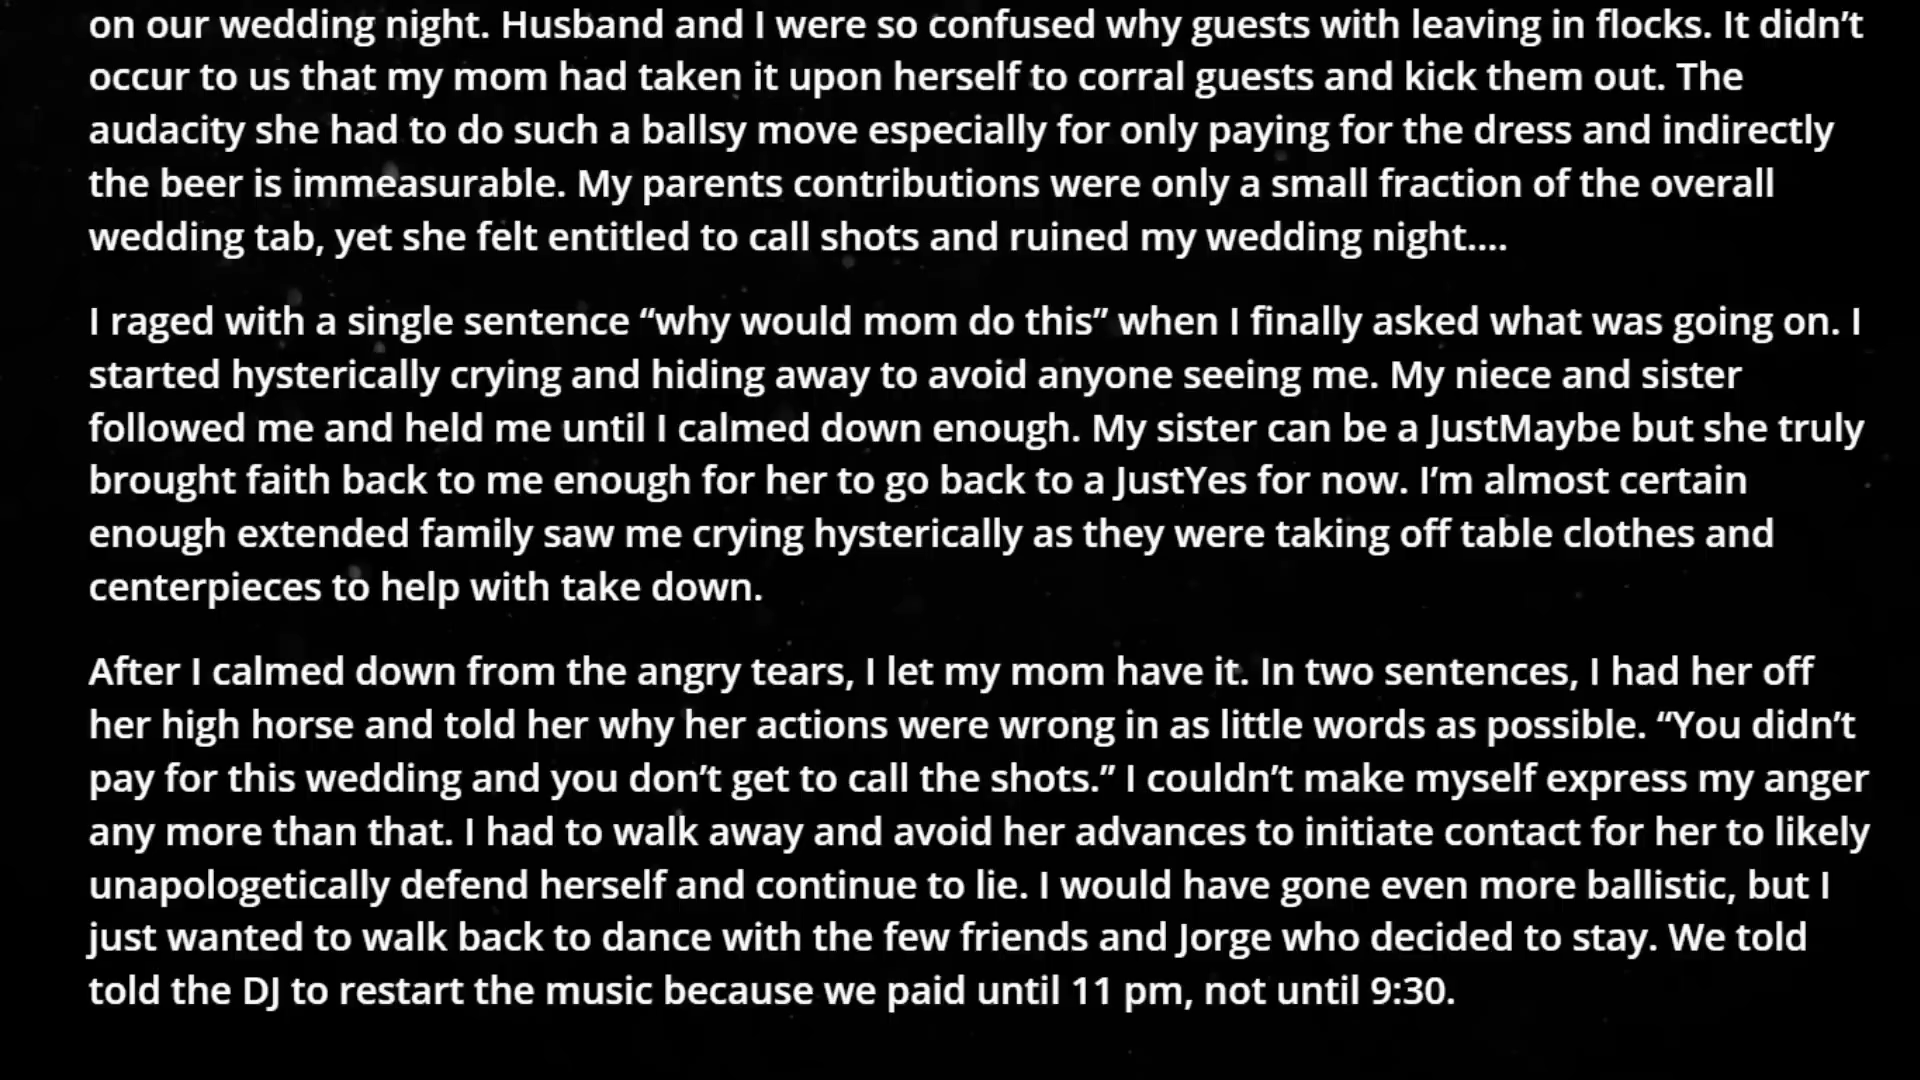 on our wedding night. Husband and I were so confused why guests with leaving in flocks. It didn’t
occur to us that my mom had taken it upon herself to corral guests and kick them out. The
audacity she had to do such a ballsy move especially for only paying for the dress and indirectly
the beer is immeasurable. My parents contributions were only a small fraction of the overall
wedding tab, yet she felt entitled to call shots and ruined my wedding night....
I raged with a single sentence “why would mom do this” when I finally asked what was going on. I
started hysterically crying and hiding away to avoid anyone seeing me. My niece and sister
followed me and held me until I calmed down enough. My sister can be a JustMaybe but she truly
brought faith back to me enough for her to go back to a JustYes for now. I’m almost certain
enough extended family saw me crying hysterically as they were taking off table clothes and
centerpieces to help with take down.
After I calmed down from the angry tears, I let my mom have it. In two sentences, I had her off
her high horse and told her why her actions were wrong in as little words as possible. “You didn’t
pay for this wedding and you don’t get to call the shots.” I couldn’t make myself express my anger
any more than that. I had to walk away and avoid her advances to initiate contact for her to likely
unapologetically defend herself and continue to lie. I would have gone even more ballistic, but I
just wanted to walk back to dance with the few friends and Jorge who decided to stay. We told
told the DJ to restart the music because we paid until 11 pm, not until 9:30.